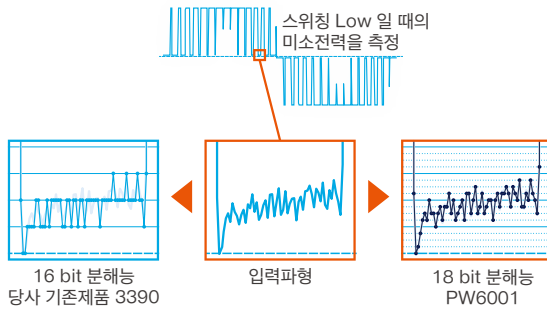 스위칭 Low 일 때의
미소전력을 측정
16 bit 분해능
당사 기존제품 3390
입력파형
18 bit 분해능
PW6001